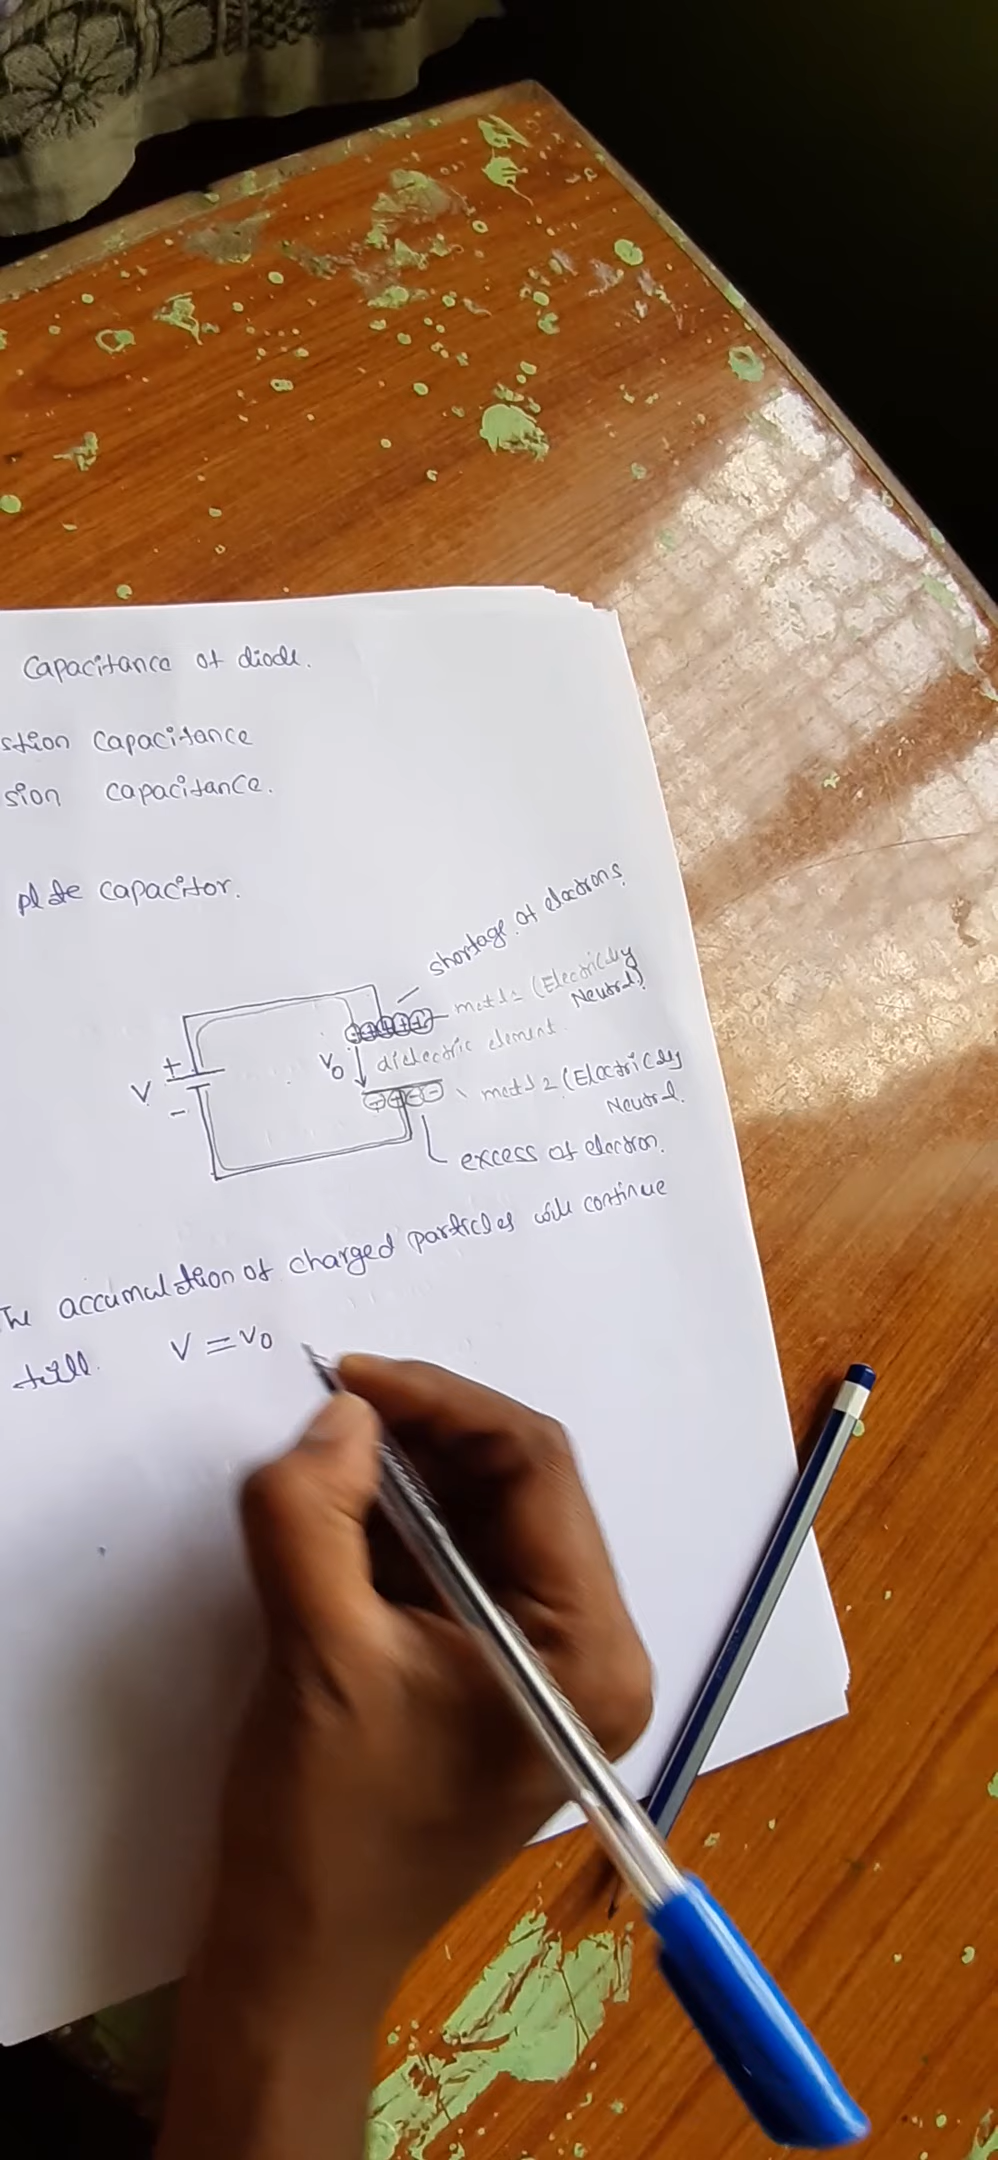 Capacitance of diode.
stion Capacitance
sion capacitance.
plate capacitor.
shortage of electrons.
metal 1 (Electrically
Neutral)
dielectric element.
V0
+
V
-
metal 2 (Electrically
Neutral.
excess of electron.
The accumulation of charged particles will continue
till. V = V0